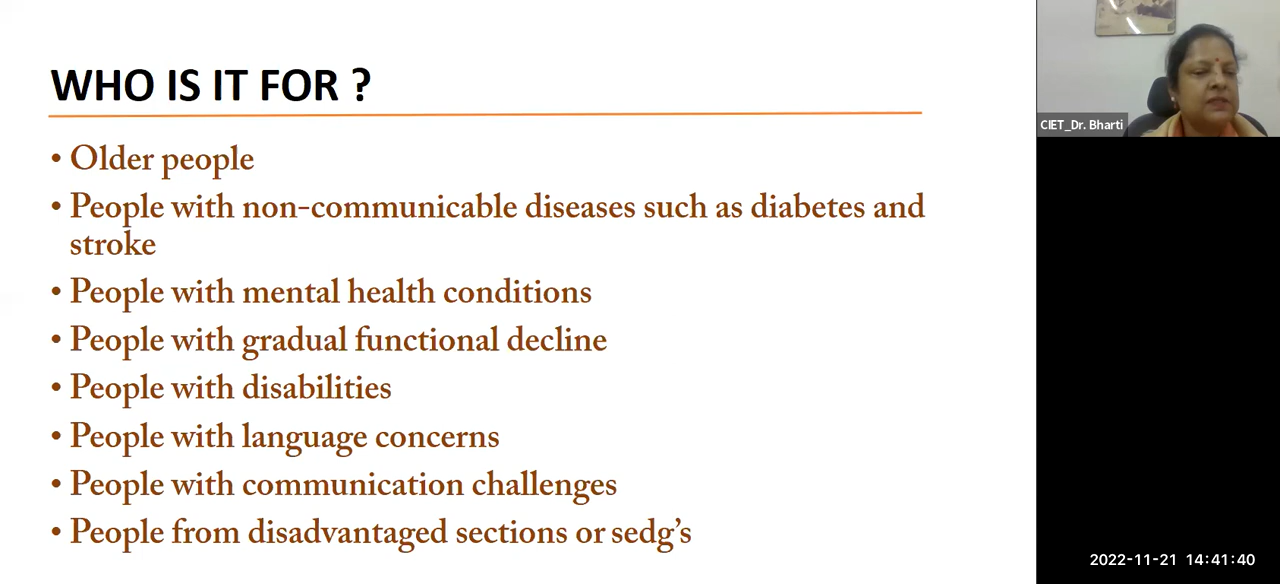 WHO IS IT FOR ?
• Older people
• People with non-communicable diseases such as diabetes and
stroke
• People with mental health conditions
• People with gradual functional decline
• People with disabilities
• People with language concerns
• People with communication challenges
• People from disadvantaged sections or sedg's
CIET_Dr. Bharti
2022-11-21 14:41:40